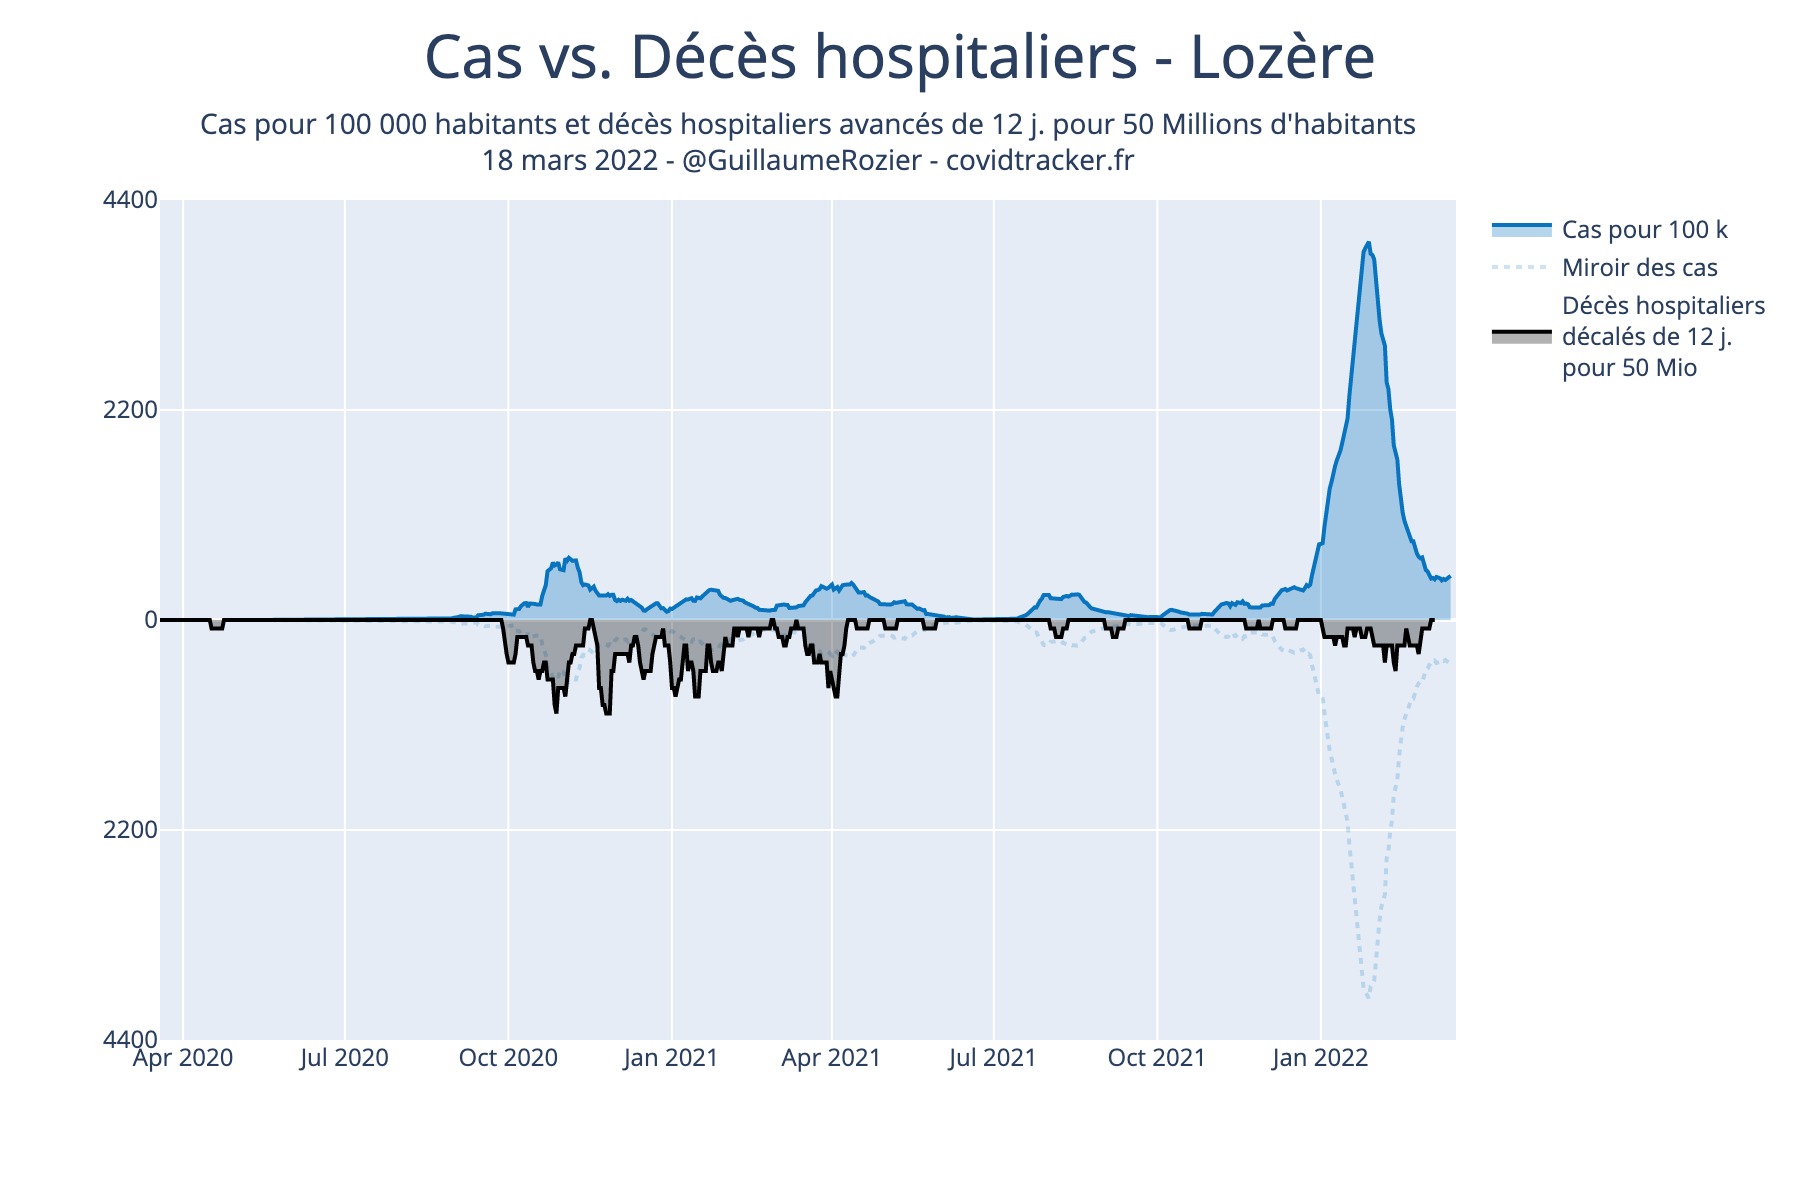 Cas vs. Décès hospitaliers - Lozère
Cas pour 100 000 habitants et décès hospitaliers avancés de 12 j. pour 50 Millions d'habitants
18 mars 2022 - @GuillaumeRozier - covidtracker.fr
4400
2200
0
2200
4400
Apr 2020
Jul 2020
Oct 2020
Jan 2021
Apr 2021
Jul 2021
Oct 2021
Jan 2022
Cas pour 100 k
Miroir des cas
Décès hospitaliers
décalés de 12 j.
pour 50 Mio